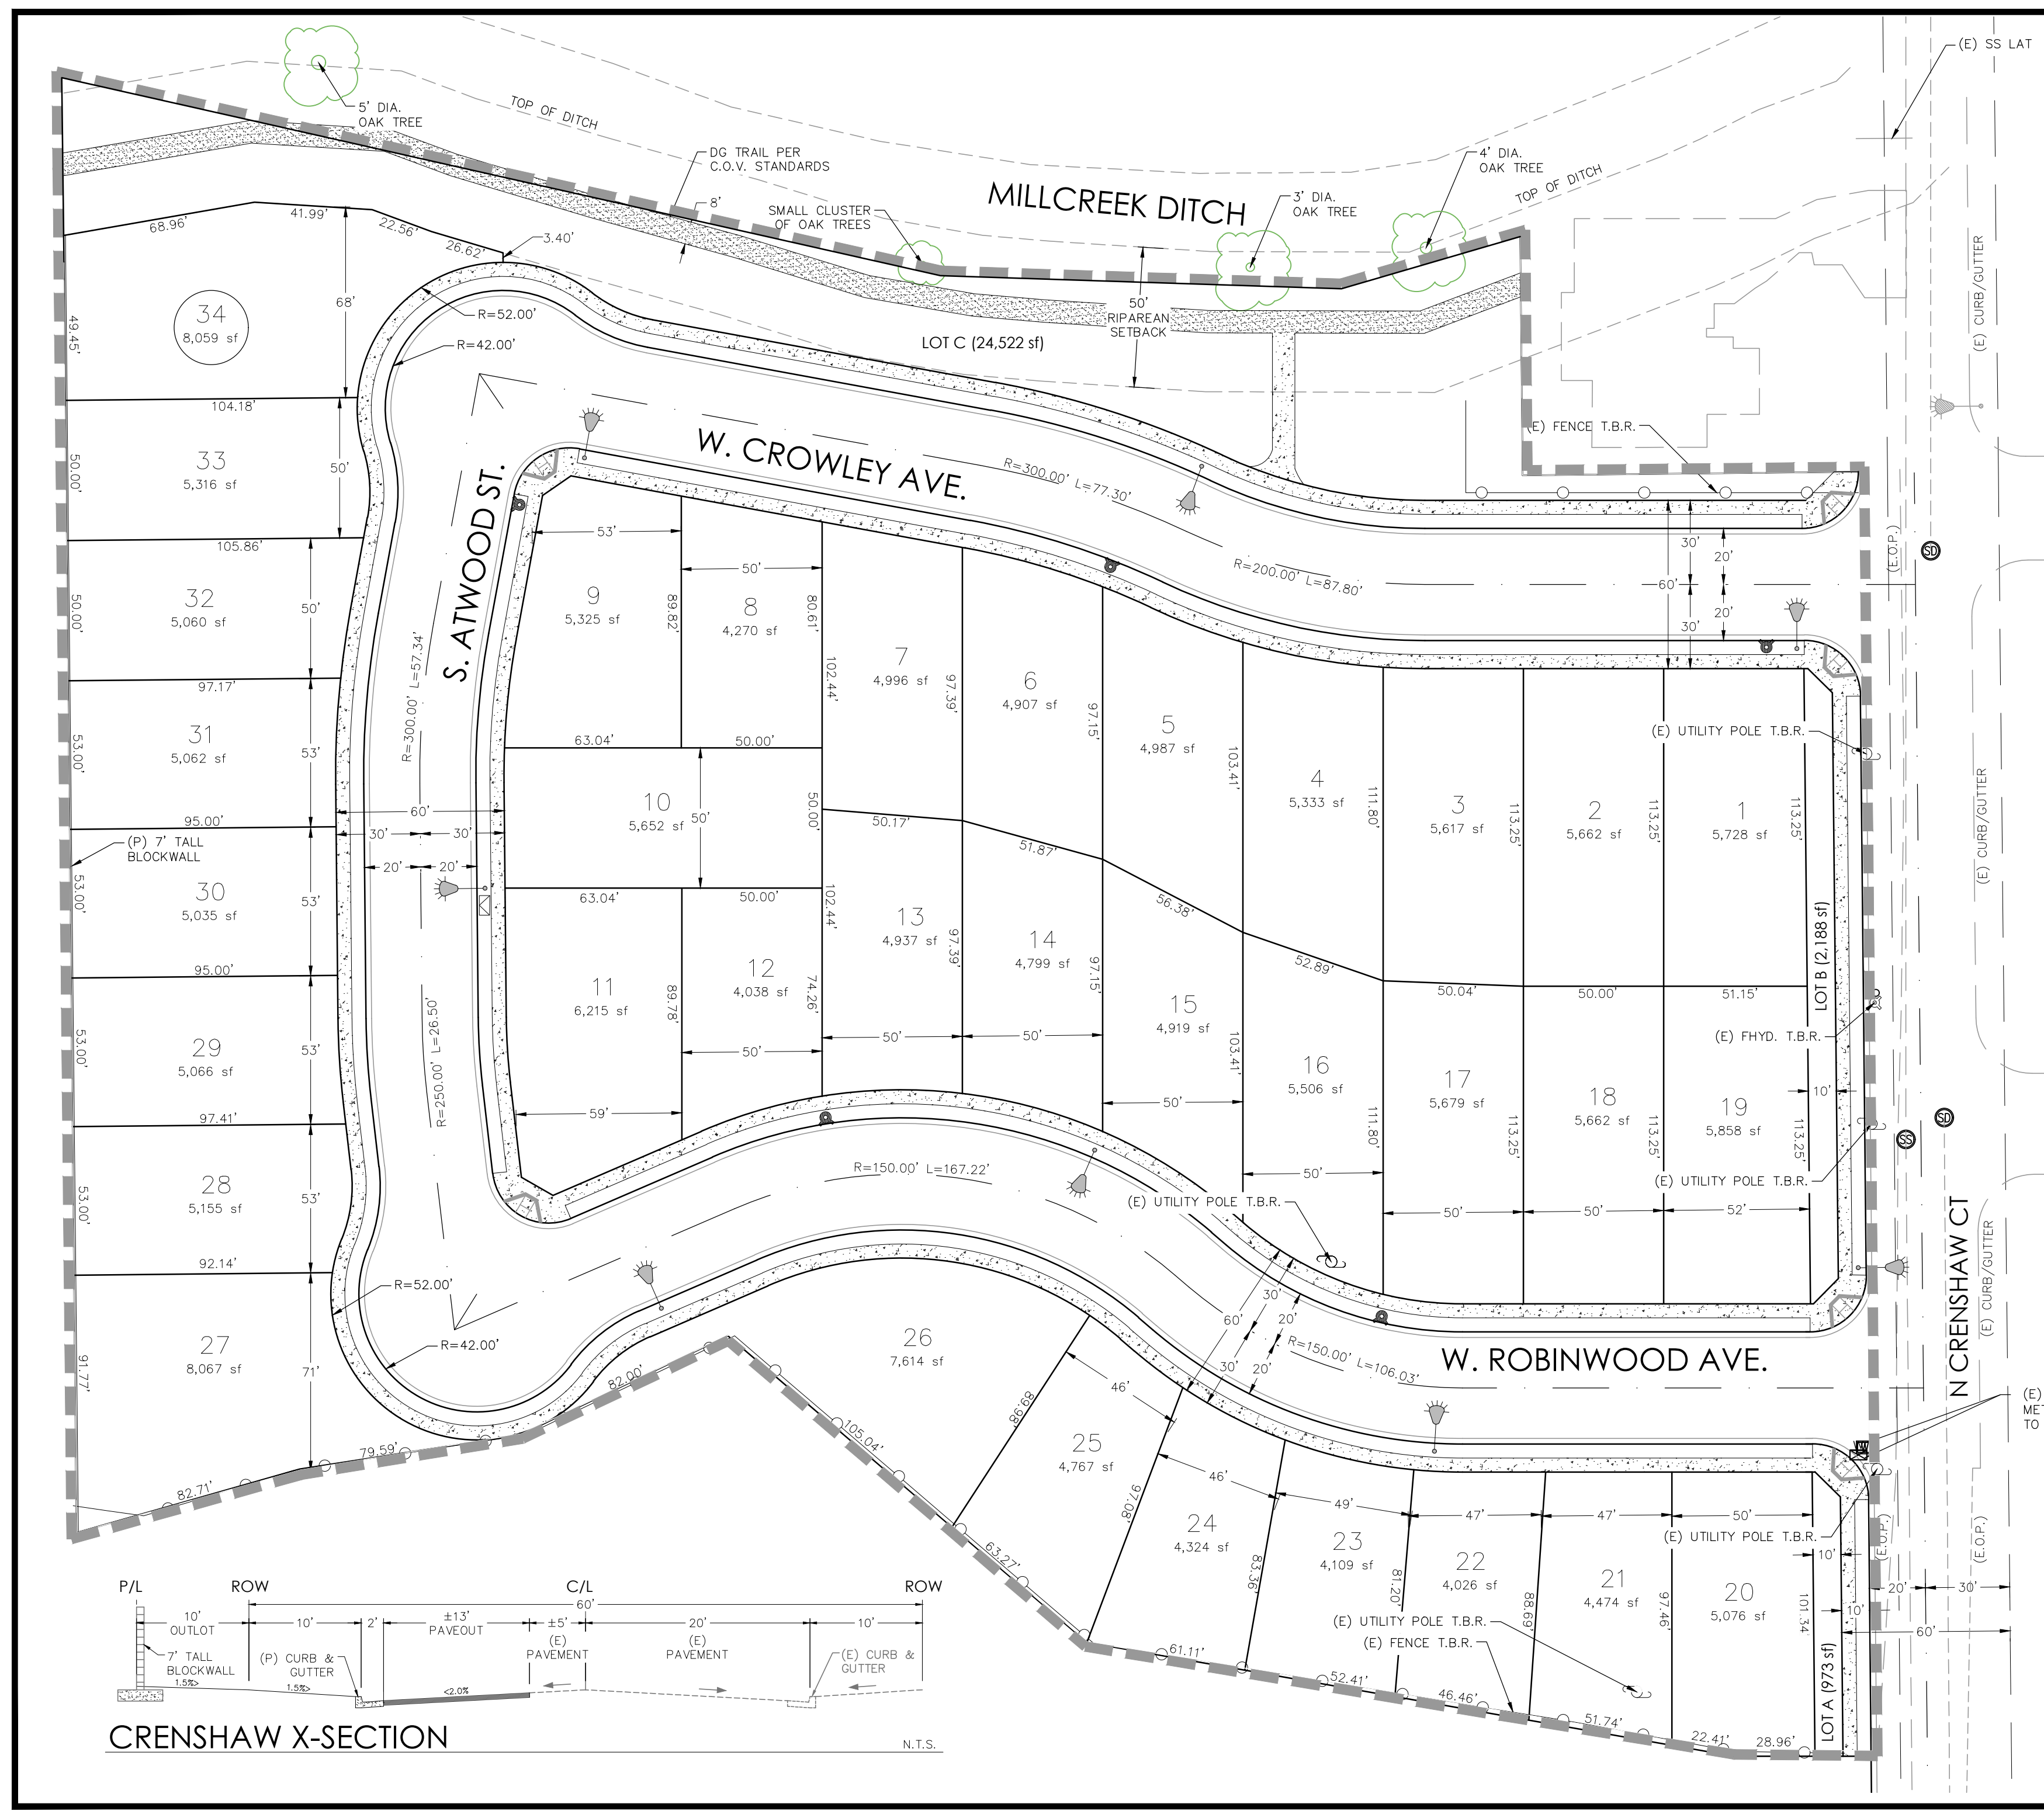 (E) SS LAT
5' DIA.
OAK TREE
TOP OF DITCH
DG TRAIL PER
C.O.V. STANDARDS
8'
SMALL CLUSTER
OF OAK TREES
MILLCREEK DITCH
3' DIA.
OAK TREE
4' DIA.
OAK TREE
TOP OF DITCH
50'
RIPAREAN
SETBACK
LOT C (24,522 sf)
(E) CURB/GUTTER
68.96'
41.99'
22.56'
26.62'
3.40'
68'
34
8,059 sf
49.45'
R=52.00'
R=42.00'
104.18'
33
5,316 sf
50.00'
50'
105.86'
32
5,060 sf
50.00'
50'
97.17'
31
5,062 sf
53.00'
53'
95.00'
(P) 7' TALL
BLOCKWALL
30
5,035 sf
53.00'
53'
95.00'
29
5,066 sf
53.00'
53'
97.41'
28
5,155 sf
53.00'
53'
92.14'
27
8,067 sf
91.77'
71'
82.71'
79.59'
82.00'
R=52.00'
R=42.00'
S. ATWOOD ST.
R=300.00' L=57.34'
60'
30'
30'
20'
20'
R=250.00' L=26.50'
W. CROWLEY AVE.
R=300.00' L=77.30'
R=200.00' L=87.80'
(E) FENCE T.B.R.
30'
20'
60'
30'
20'
(E.O.P.)
SD
53'
9
5,325 sf
89.82'
50'
8
4,270 sf
80.61'
7
4,996 sf
102.44'
97.39'
6
4,907 sf
97.15'
5
4,987 sf
103.41'
4
5,333 sf
111.80'
3
5,617 sf
113.25'
2
5,662 sf
113.25'
1
5,728 sf
113.25'
(E) UTILITY POLE T.B.R.
(E) CURB/GUTTER
63.04'
50.00'
10
5,652 sf
50'
50.00'
63.04'
50.00'
50.17'
51.87'
56.38'
52.89'
50.04'
50.00'
51.15'
LOT B (2,188 sf)
11
6,215 sf
89.78'
59'
12
4,038 sf
74.26'
50'
13
4,937 sf
102.44'
97.39'
50'
14
4,799 sf
97.15'
50'
15
4,919 sf
103.41'
50'
16
5,506 sf
111.80'
50'
17
5,679 sf
113.25'
50'
18
5,662 sf
113.25'
50'
19
5,858 sf
113.25'
52'
(E) FHYD. T.B.R.
10'
SD
SS
(E) UTILITY POLE T.B.R.
N CRENSHAW CT
(E) CURB/GUTTER
R=150.00' L=167.22'
(E) UTILITY POLE T.B.R.
60'
30'
20'
30'
20'
R=150.00' L=106.03'
W. ROBINWOOD AVE.
(E)
MET
TO
26
7,614 sf
105.04'
89.98'
46'
25
4,767 sf
63.27'
97.08'
46'
24
4,324 sf
61.11'
83.36'
49'
23
4,109 sf
52.41'
81.20'
47'
22
4,026 sf
46.46'
88.69'
47'
21
4,474 sf
51.74'
97.46'
50'
20
5,076 sf
22.41'
28.96'
101.34'
(E) UTILITY POLE T.B.R.
(E) UTILITY POLE T.B.R.
(E) FENCE T.B.R.
10'
10'
LOT A (973 sf)
(E.O.P.)
(E.O.P.)
20'
30'
60'
P/L
ROW
C/L
ROW
60'
10'
OUTLOT
10'
2'
±13'
PAVEOUT
±5'
(E)
PAVEMENT
20'
(E)
PAVEMENT
10'
7' TALL
BLOCKWALL
(P) CURB &
GUTTER
(E) CURB &
GUTTER
1.5%>
1.5%>
<2.0%
CRENSHAW X-SECTION
N.T.S.